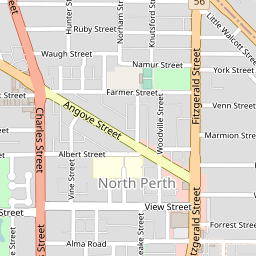 Hunter Street
Ruby Street
Norham Street
Knutsford Street
56
Little Walcott Street
Waugh Street
Namur Street
York Street
Farmer Street
Fitzgerald Street
Angove Street
Venn Street
Charles Street
Woodville Street
Marmion Street
Albert Street
Vine Street
North Perth
View Street
Forrest Street
Alma Road
Fitzgerald Street
Street